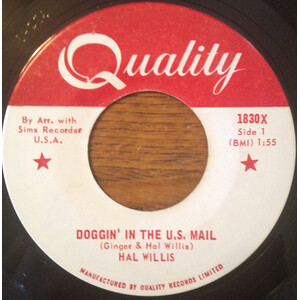 Quality
By Arr. with
Sims Recordse
U.S.A.
1830X
Side 1
(BMI) 1:55
DOGGIN' IN THE U.S. MAIL
(Ginger & Hal Willis)
HAL WILLIS
MANUFACTURED BY QUALITY RECORDS LIMITED